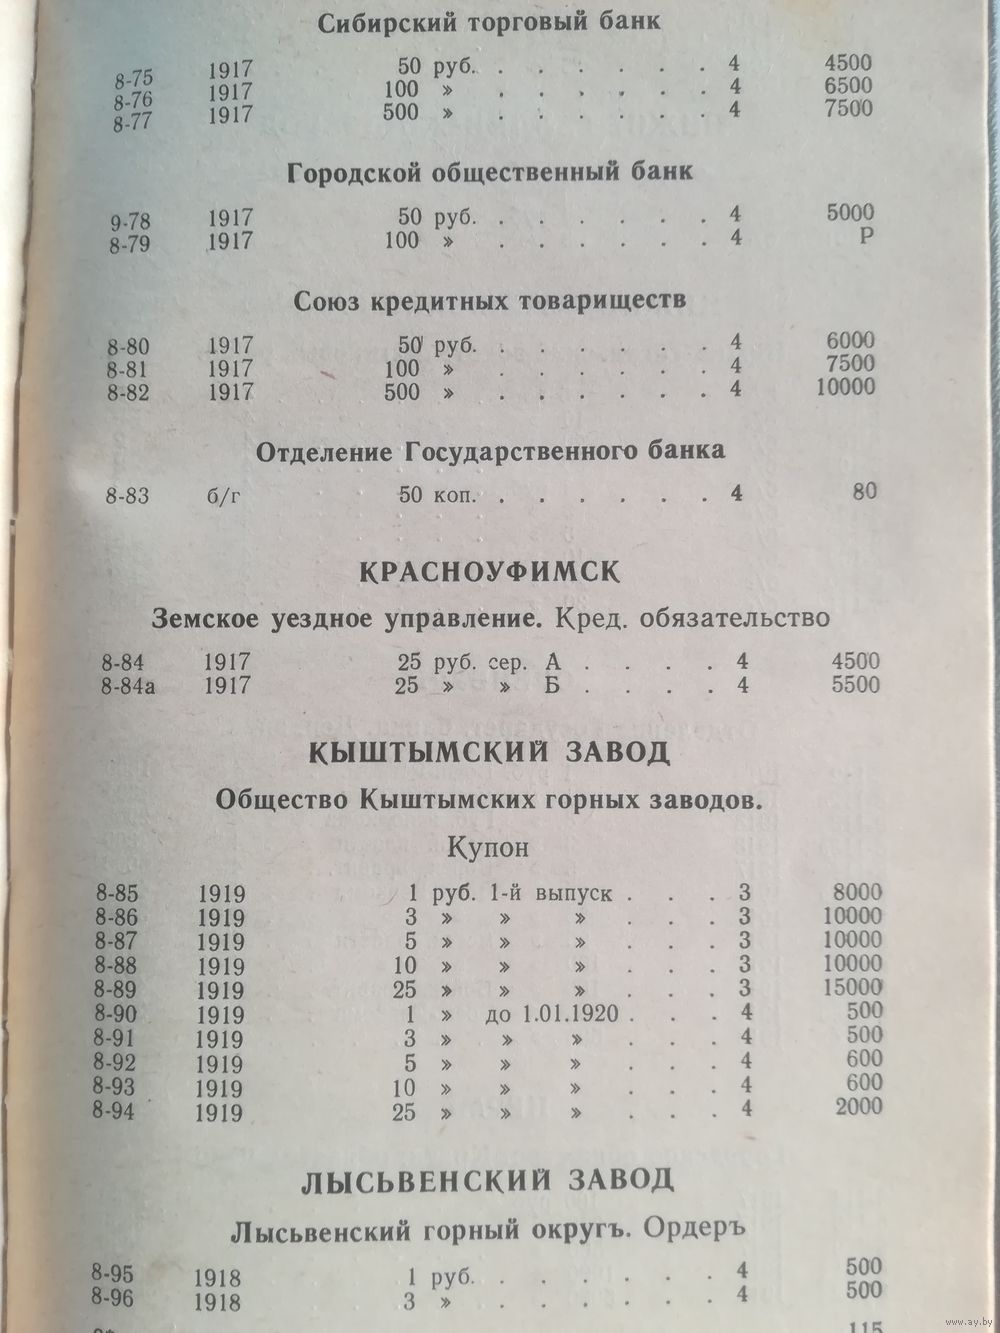 Сибирский торговый банк
8-75 1917 50 руб. . . . . . . 4 4500
8-76 1917 100 » . . . . . . 4 6500
8-77 1917 500 » . . . . . . 4 7500
Городской общественный банк
9-78 1917 50 руб. . . . . . . 4 5000
8-79 1917 100 » . . . . . . 4 Р
Союз кредитных товариществ
8-80 1917 50 руб. . . . . . . 4 6000
8-81 1917 100 » . . . . . . 4 7500
8-82 1917 500 » . . . . . . 4 10000
Отделение Государственного банка
8-83 б/г 50 коп. . . . . . . 4 80
КРАСНОУФИМСК
Земское уездное управление. Кред. обязательство
8-84 1917 25 руб. сер. А . . . . 4 4500
8-84а 1917 25 » » Б . . . . 4 5500
КЫШТЫМСКИЙ ЗАВОД
Общество Кыштымских горных заводов.
Купон
8-85 1919 1 руб. 1-й выпуск . . . 3 8000
8-86 1919 3 » » » . . . 3 10000
8-87 1919 5 » » » . . . 3 10000
8-88 1919 10 » » » . . . 3 10000
8-89 1919 25 » » » . . . 3 15000
8-90 1919 1 » до 1.01.1920 . . . 4 500
8-91 1919 3 » » » . . . 4 500
8-92 1919 5 » » » . . . 4 600
8-93 1919 10 » » » . . . 4 600
8-94 1919 25 » » » . . . 4 2000
ЛЫСЬВЕНСКИЙ ЗАВОД
Лысьвенский горный округъ. Ордеръ
8-95 1918 1 руб. . . . . . . 4 500
8-96 1918 3 » . . . . . . 4 500
115
www.ay.by